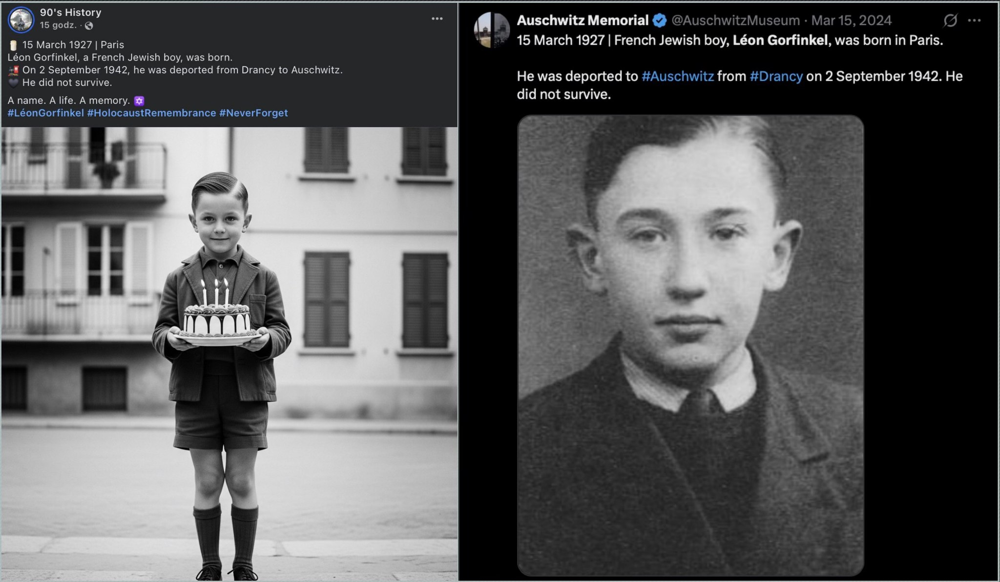 90's History
15 godz. ·
15 March 1927 | Paris
Léon Gorfinkel, a French Jewish boy, was born.
On 2 September 1942, he was deported from Drancy to Auschwitz.
He did not survive.
A name. A life. A memory.
#LéonGorfinkel #HolocaustRemembrance #NeverForget
Auschwitz Memorial @AuschwitzMuseum · Mar 15, 2024
15 March 1927 | French Jewish boy, Léon Gorfinkel, was born in Paris.
He was deported to #Auschwitz from #Drancy on 2 September 1942. He
did not survive.